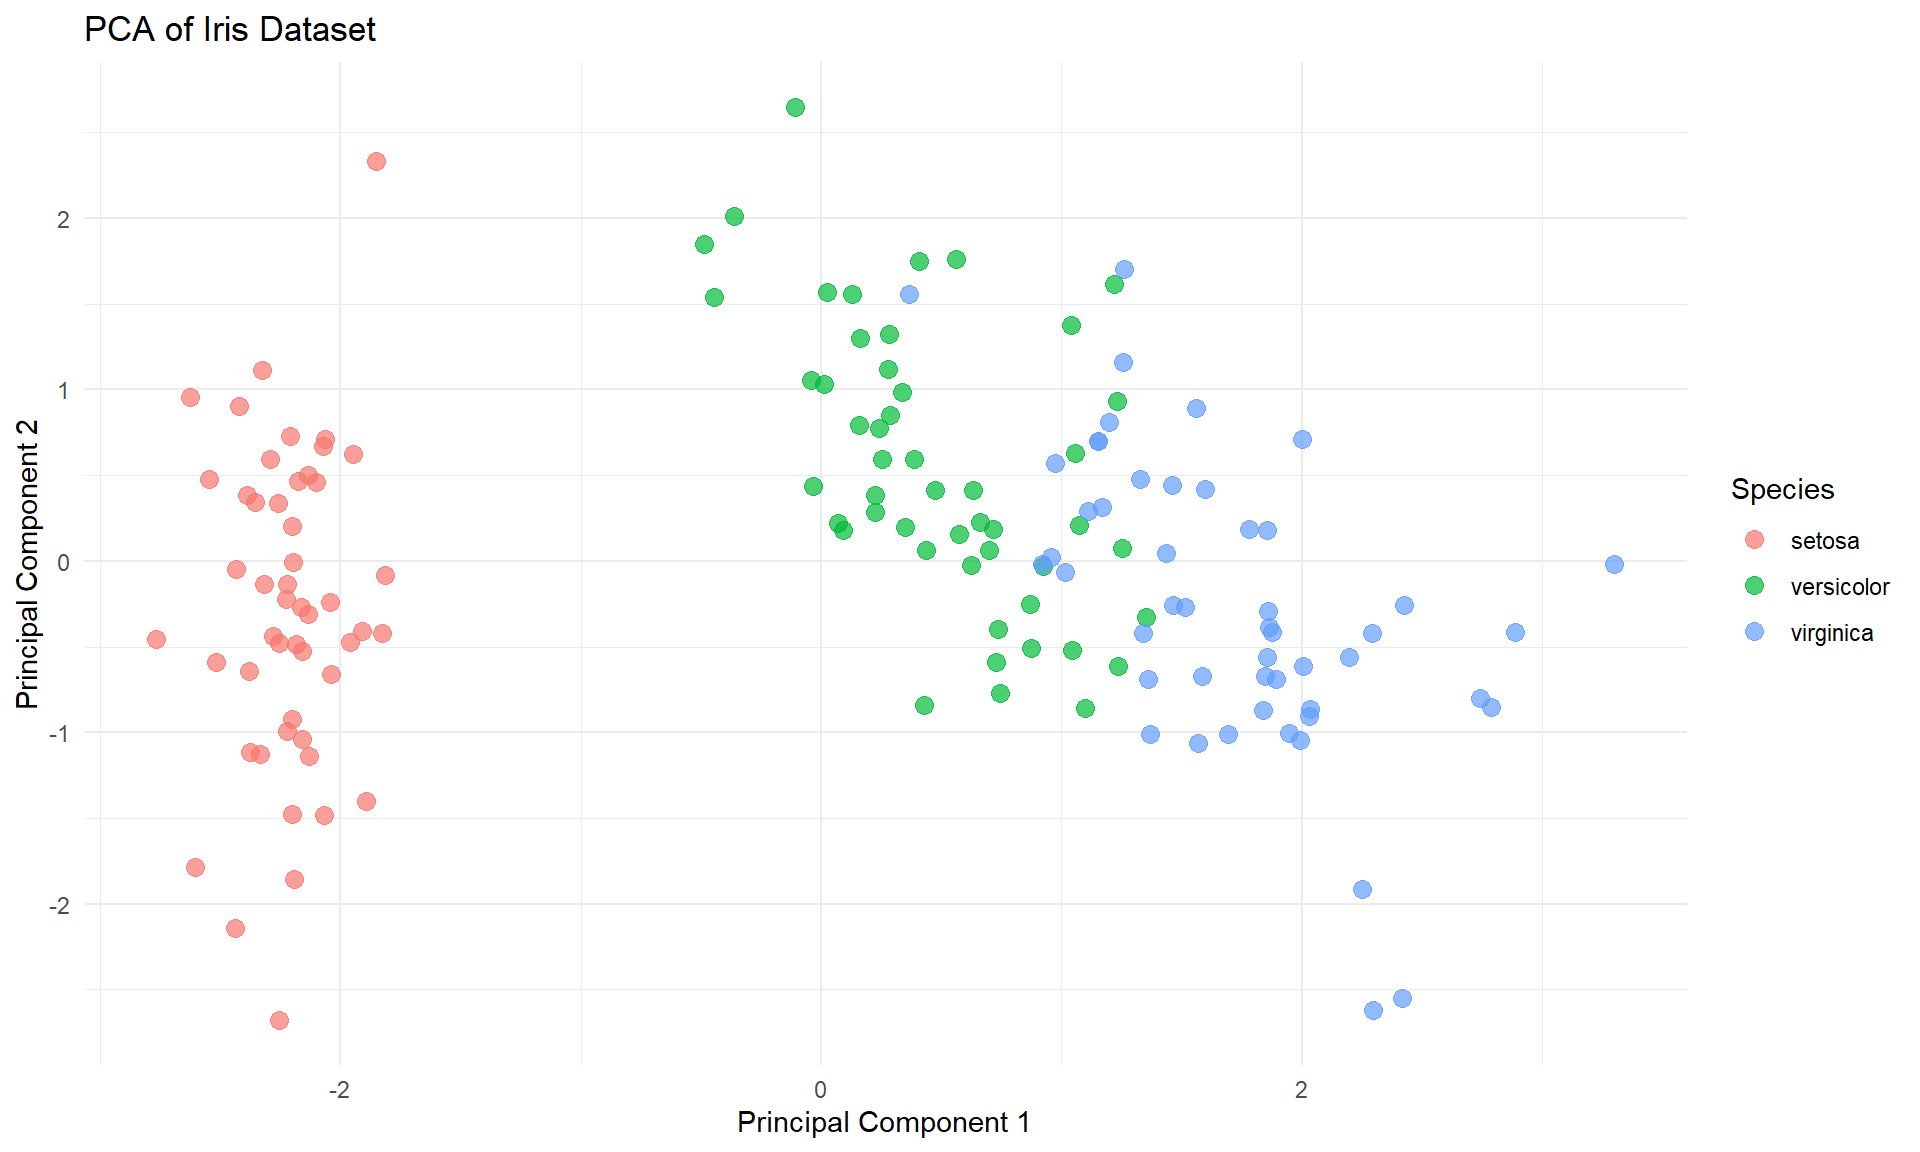 PCA of Iris Dataset
Principal Component 2
2
1
0
-1
-2
-2
0
2
Principal Component 1
Species
setosa
versicolor
virginica